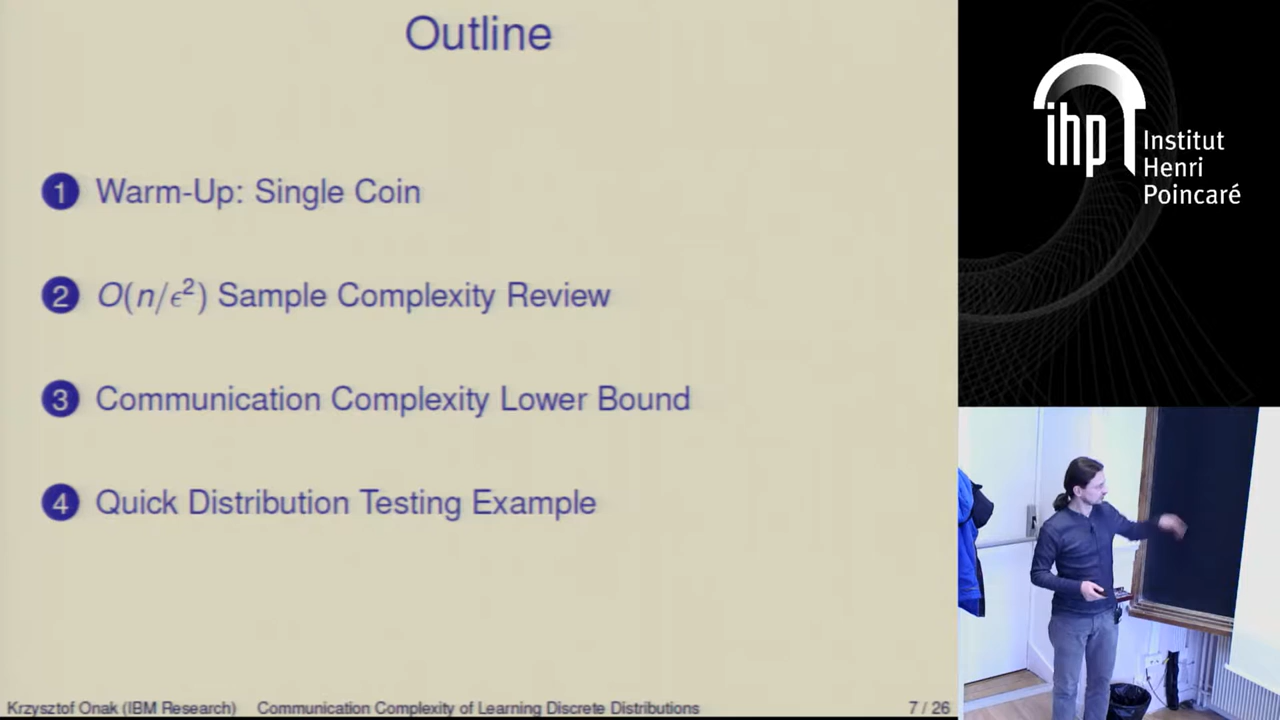 Outline
1 Warm-Up: Single Coin
2 O(n/ϵ²) Sample Complexity Review
3 Communication Complexity Lower Bound
4 Quick Distribution Testing Example
Krzysztof Onak (IBM Research) Communication Complexity of Learning Discrete Distributions 7 / 26
ihp
Institut
Henri
Poincaré